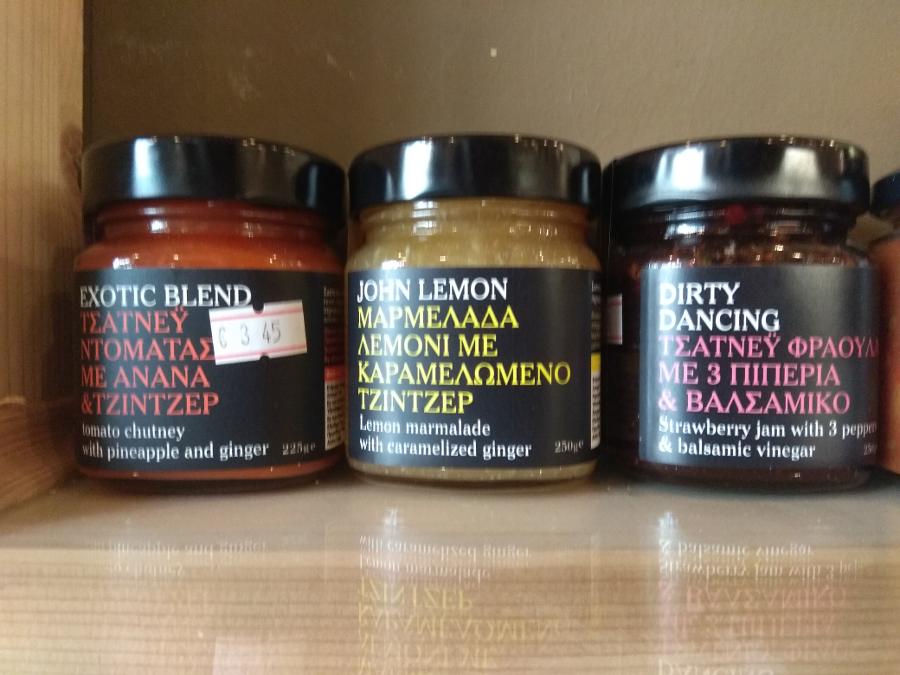 EXOTIC BLEND
ΤΣΑΤΝΕΫ
ΝΤΟΜΑΤΑΣ
ΜΕ ΑΝΑΝΑ
&ΤΖΙΝΤΖΕΡ
tomato chutney
with pineapple and ginger 225g e
€ 3 45
JOHN LEMON
ΜΑΡΜΕΛΑΔΑ
ΛΕΜΟΝΙ ΜΕ
ΚΑΡΑΜΕΛΩΜΕΝΟ
ΤΖΙΝΤΖΕΡ
Lemon marmalade
with caramelized ginger 250g e
DIRTY
DANCING
ΤΣΑΤΝΕΫ ΦΡΑΟΥΛ
ΜΕ 3 ΠΙΠΕΡΙΑ
& ΒΑΛΣΑΜΙΚΟ
Strawberry jam with 3 pepper
& balsamic vinegar